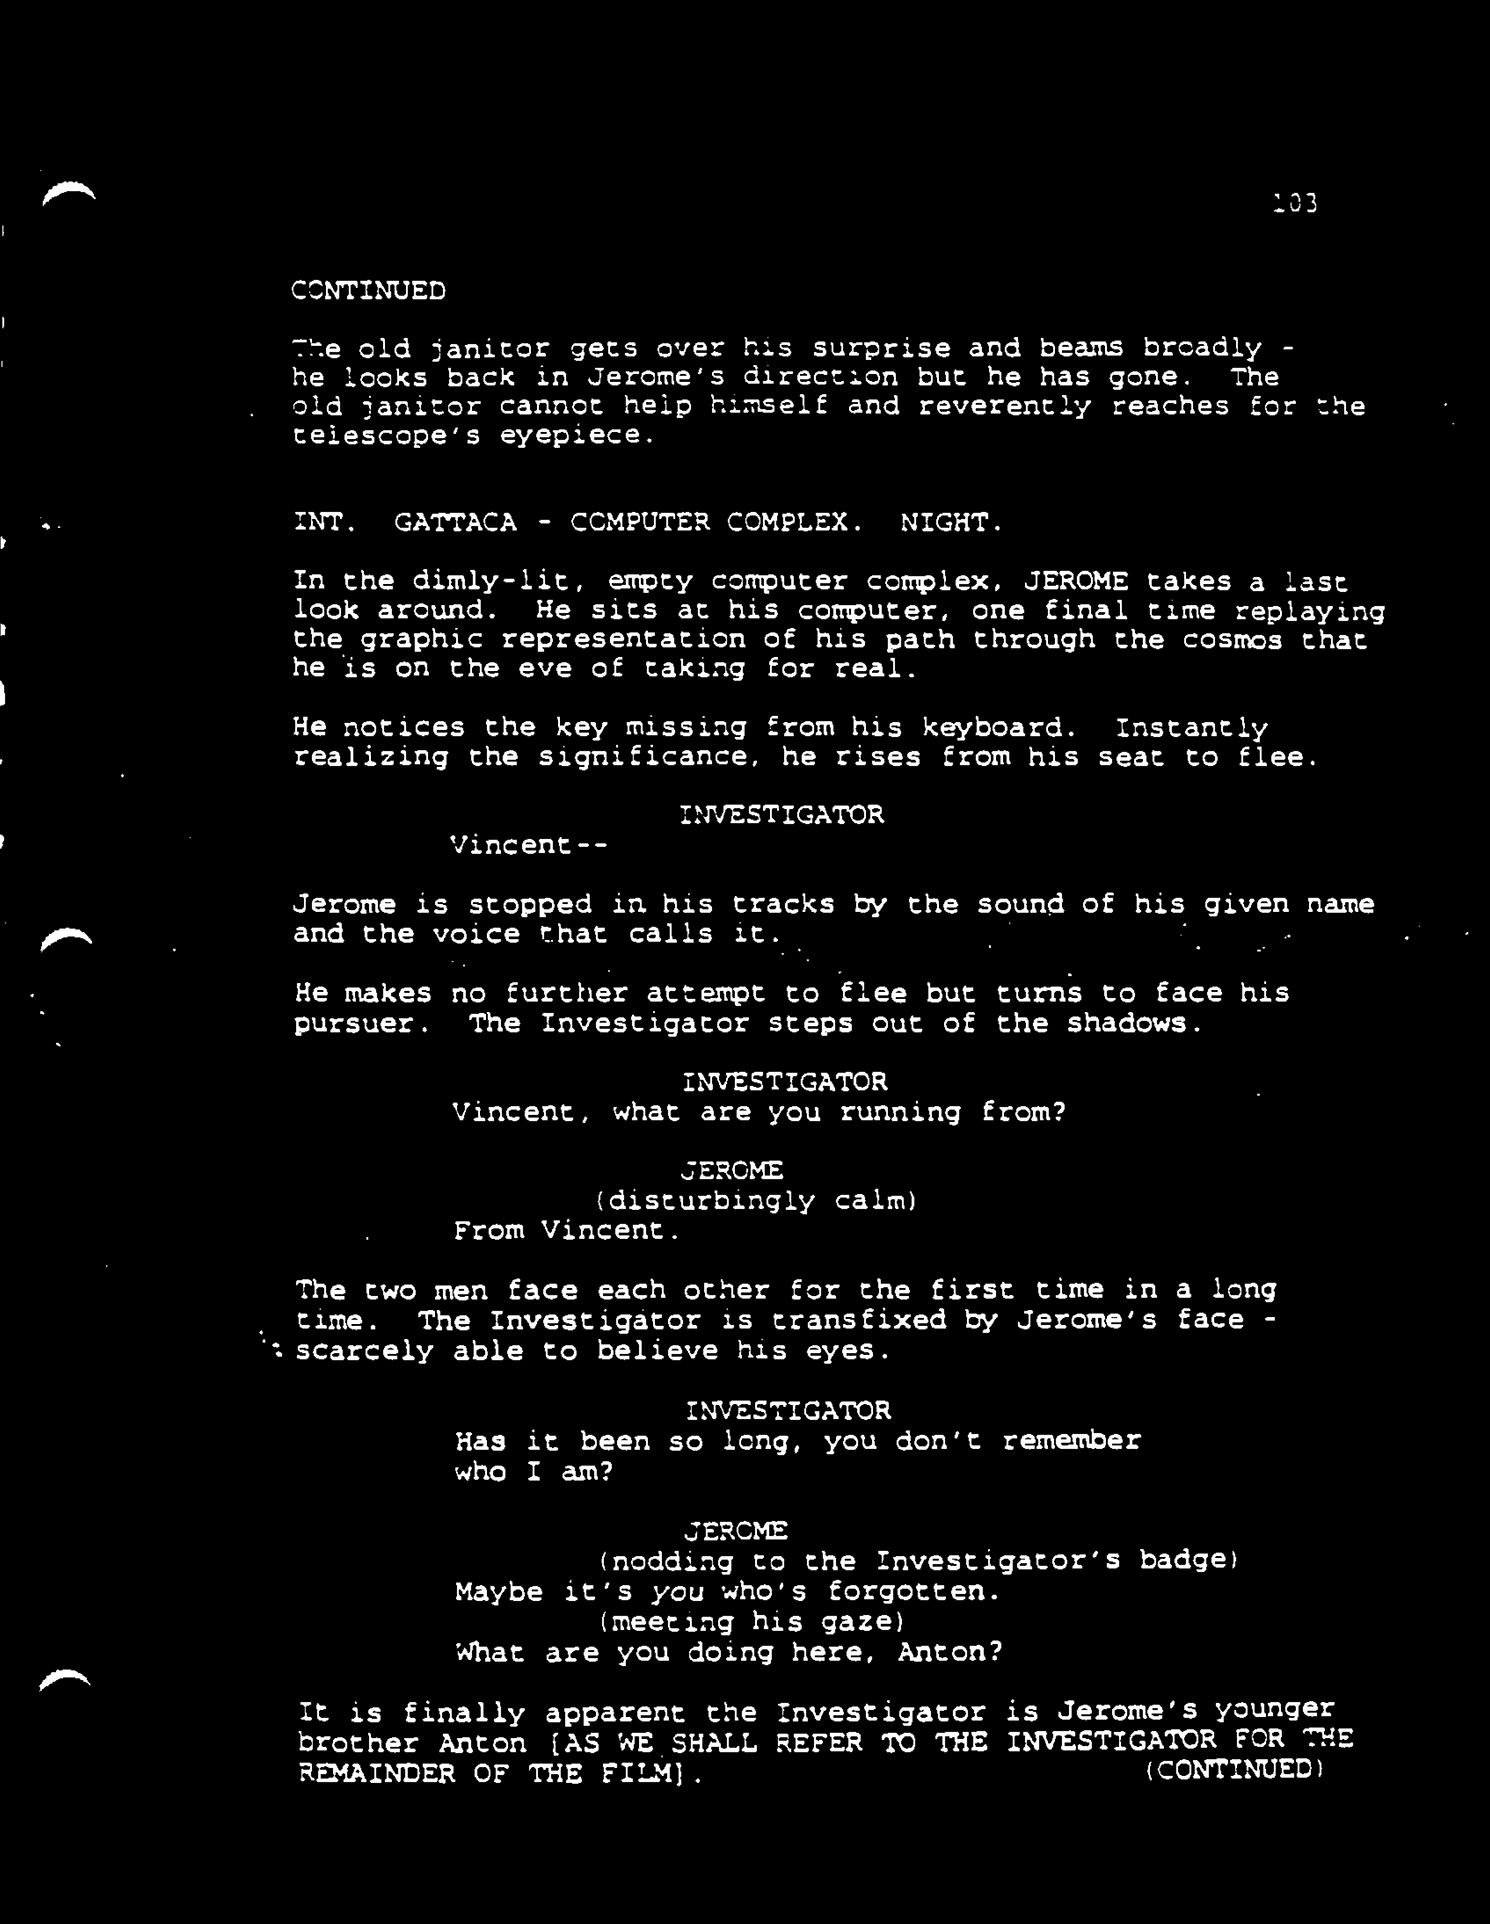 103
CONTINUED
The old janitor gets over his surprise and beams broadly -
he looks back in Jerome's direction but he has gone.  The
old janitor cannot help himself and reverently reaches for the
telescope's eyepiece.
INT.  GATTACA - COMPUTER COMPLEX.  NIGHT.
In the dimly-lit, empty computer complex, JEROME takes a last
look around.  He sits at his computer, one final time replaying
the graphic representation of his path through the cosmos that
he is on the eve of taking for real.
He notices the key missing from his keyboard.  Instantly
realizing the significance, he rises from his seat to flee.
INVESTIGATOR
Vincent--
Jerome is stopped in his tracks by the sound of his given name
and the voice that calls it.
He makes no further attempt to flee but turns to face his
pursuer.  The Investigator steps out of the shadows.
INVESTIGATOR
Vincent, what are you running from?
JEROME
(disturbingly calm)
From Vincent.
The two men face each other for the first time in a long
time.  The Investigator is transfixed by Jerome's face -
scarcely able to believe his eyes.
INVESTIGATOR
Has it been so long, you don't remember
who I am?
JEROME
(nodding to the Investigator's badge)
Maybe it's you who's forgotten.
(meeting his gaze)
What are you doing here, Anton?
It is finally apparent the Investigator is Jerome's younger
brother Anton [AS WE SHALL REFER TO THE INVESTIGATOR FOR THE
REMAINDER OF THE FILM].
(CONTINUED)